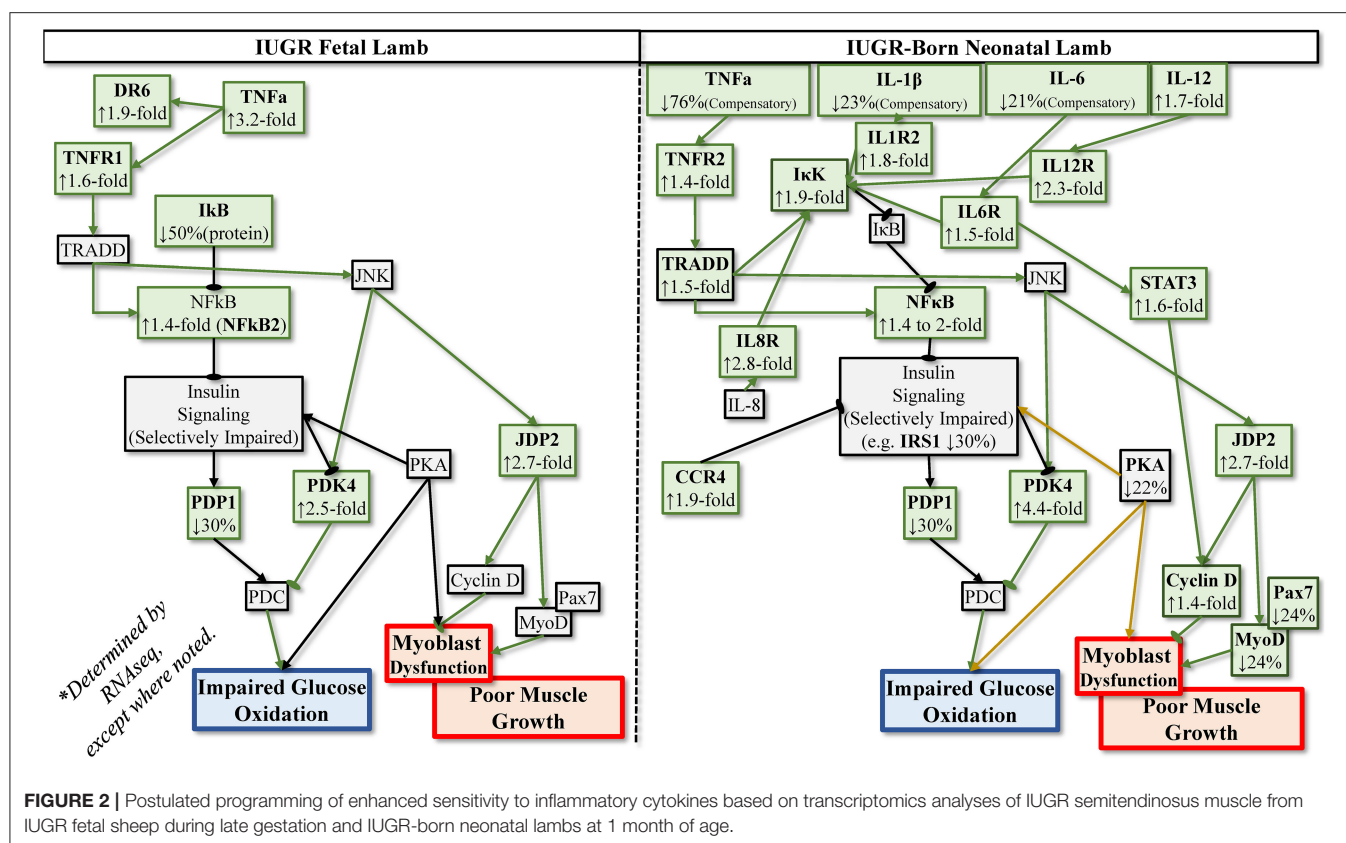 IUGR Fetal Lamb
DR6
↑1.9-fold
TNFa
↑3.2-fold
TNFR1
↑1.6-fold
TRADD
IkB
↓50%(protein)
JNK
NFkB
↑1.4-fold (NFkB2)
Insulin
Signaling
(Selectively Impaired)
PKA
JDP2
↑2.7-fold
PDP1
↓30%
PDK4
↑2.5-fold
PDC
Cyclin D
Pax7
MyoD
Myoblast
Dysfunction
Impaired Glucose
Oxidation
Poor Muscle
Growth
*Determined by
RNAseq,
except where noted.
IUGR-Born Neonatal Lamb
TNFa
↓76%(Compensatory)
IL-1β
↓23%(Compensatory)
IL-6
↓21%(Compensatory)
IL-12
↑1.7-fold
TNFR2
↑1.4-fold
IL1R2
↑1.8-fold
IL12R
↑2.3-fold
IκK
↑1.9-fold
IL6R
↑1.5-fold
IκB
TRADD
↑1.5-fold
JNK
STAT3
↑1.6-fold
NFκB
↑1.4 to 2-fold
IL8R
↑2.8-fold
IL-8
Insulin
Signaling
(Selectively Impaired)
(e.g. IRS1 ↓30%)
JDP2
↑2.7-fold
CCR4
↑1.9-fold
PKA
↓22%
PDP1
↓30%
PDK4
↑4.4-fold
PDC
Cyclin D
↑1.4-fold
Pax7
↓24%
MyoD
↓24%
Myoblast
Dysfunction
Impaired Glucose
Oxidation
Poor Muscle
Growth
FIGURE 2 | Postulated programming of enhanced sensitivity to inflammatory cytokines based on transcriptomics analyses of IUGR semitendinosus muscle from
IUGR fetal sheep during late gestation and IUGR-born neonatal lambs at 1 month of age.